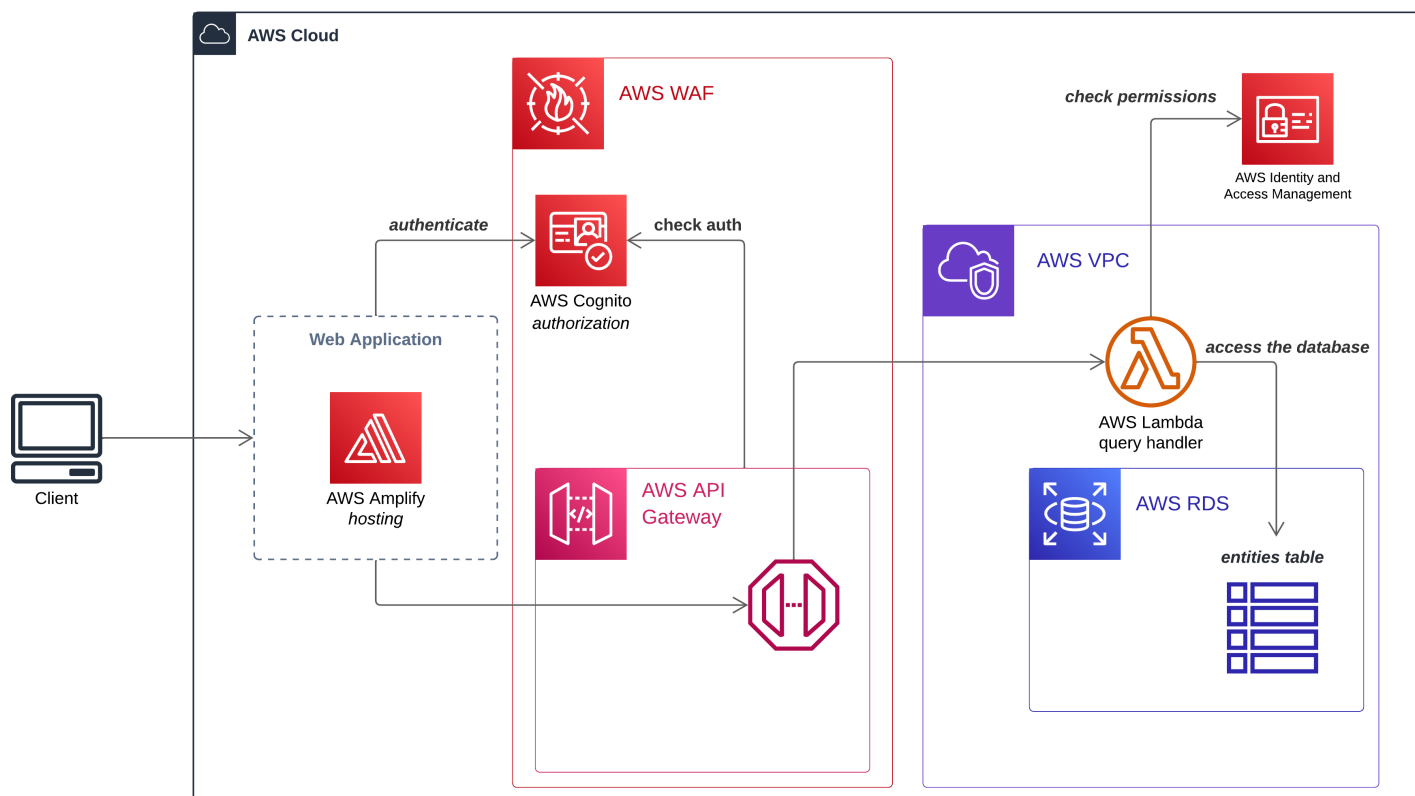 AWS Cloud
AWS WAF
check permissions
AWS Identity and
Access Management
authenticate
check auth
AWS Cognito
authorization
AWS VPC
Web Application
access the database
AWS Lambda
query handler
Client
AWS Amplify
hosting
AWS API
Gateway
AWS RDS
entities table